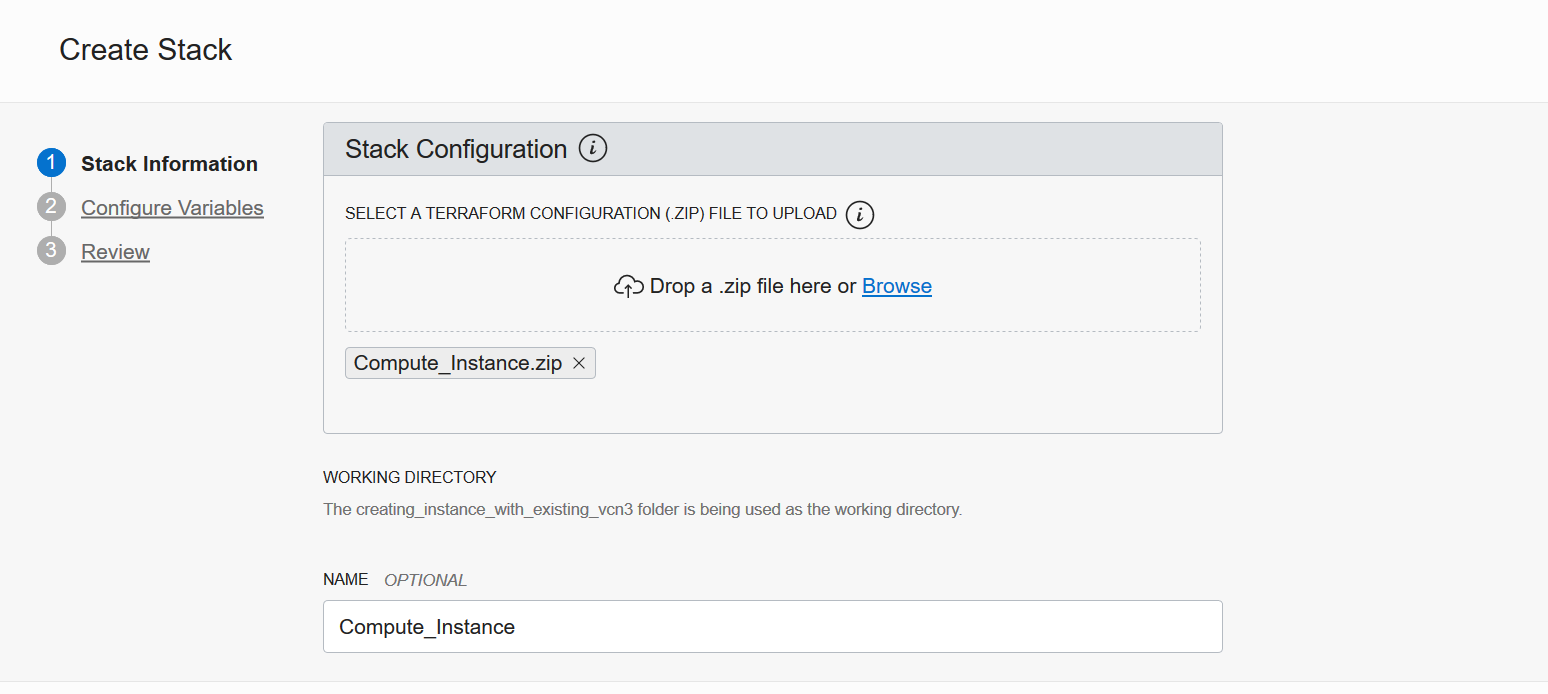 Create Stack
1 Stack Information
2 Configure Variables
3 Review
Stack Configuration i
SELECT A TERRAFORM CONFIGURATION (.ZIP) FILE TO UPLOAD i
Drop a .zip file here or Browse
Compute_Instance.zip ×
WORKING DIRECTORY
The creating_instance_with_existing_vcn3 folder is being used as the working directory.
NAME OPTIONAL
Compute_Instance